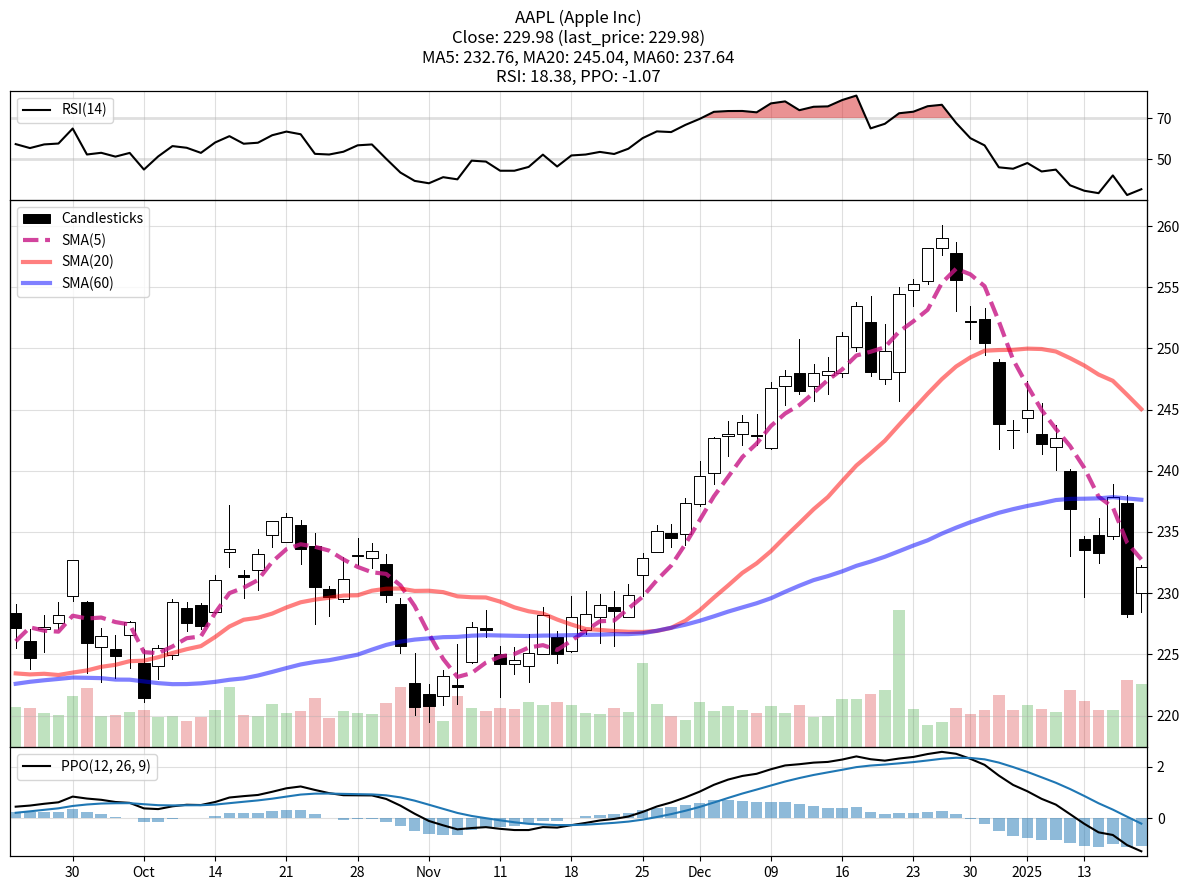 AAPL (Apple Inc)
Close: 229.98 (last_price: 229.98)
MA5: 232.76, MA20: 245.04, MA60: 237.64
RSI: 18.38, PPO: -1.07
RSI(14)
70
50
Candlesticks
SMA(5)
SMA(20)
SMA(60)
260
255
250
245
240
235
230
225
220
PPO(12, 26, 9)
2
0
30 Oct 14 21 28 Nov 11 18 25 Dec 09 16 23 30 2025 13